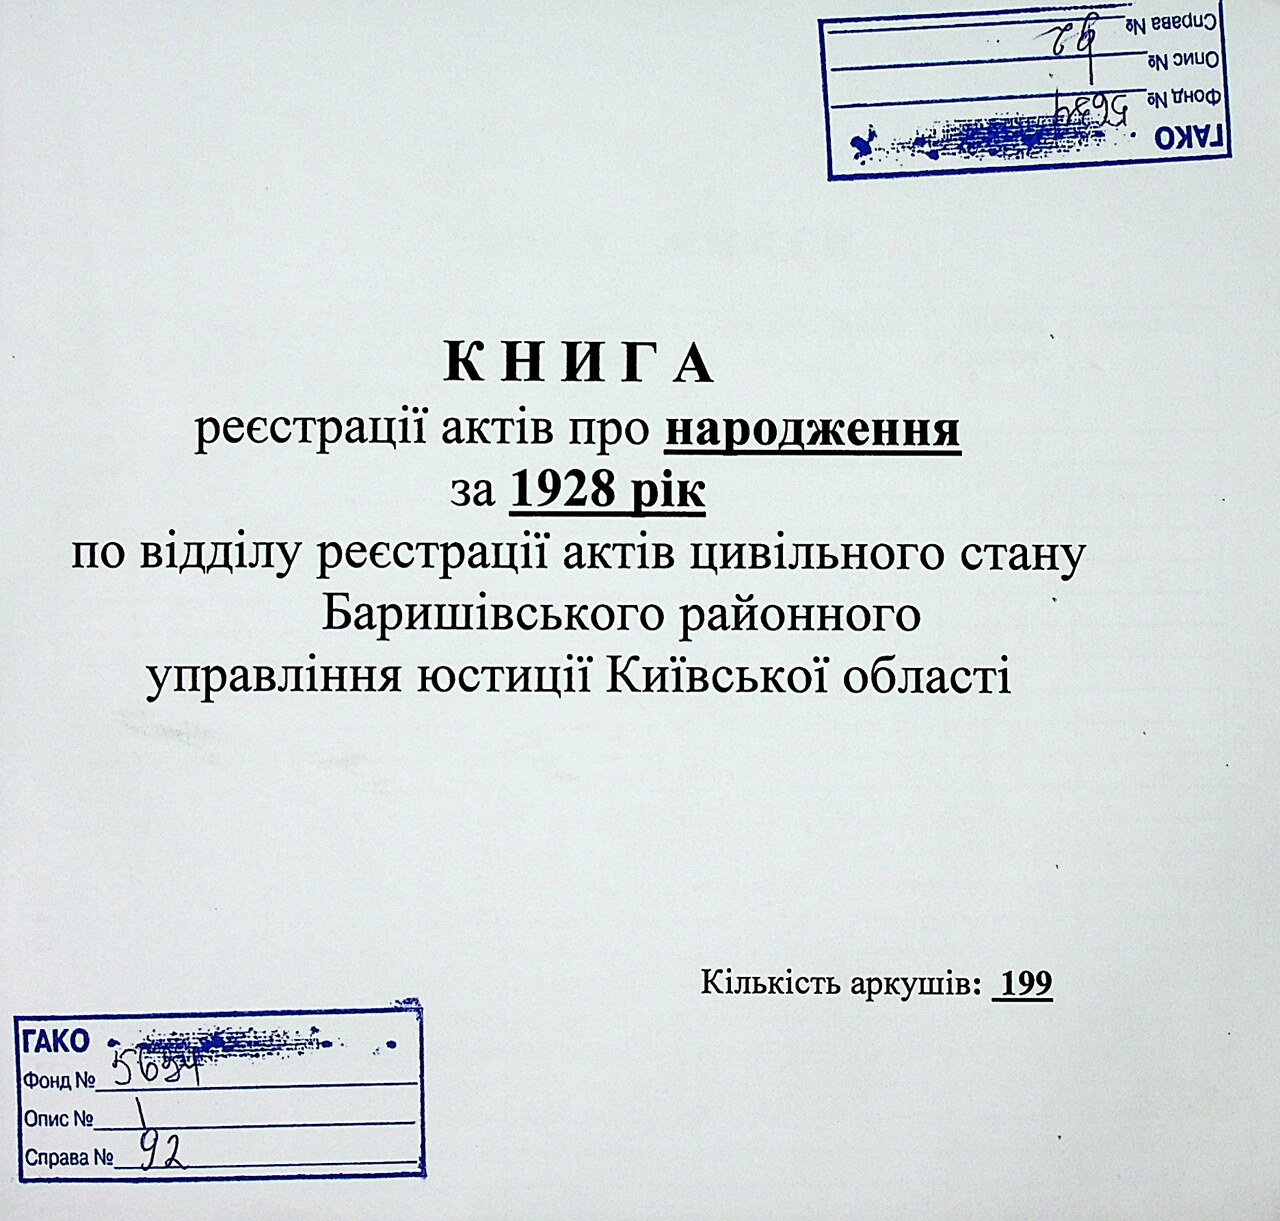 Справа № 92
Опис № 1
Фонд № 5634
ГАКО
КНИГА
реєстрації актів про народження
за 1928 рік
по відділу реєстрації актів цивільного стану
Баришівського районного
управління юстиції Київської області
Кількість аркушів: 199
ГАКО
Фонд № 5634
Опис № 1
Справа № 92